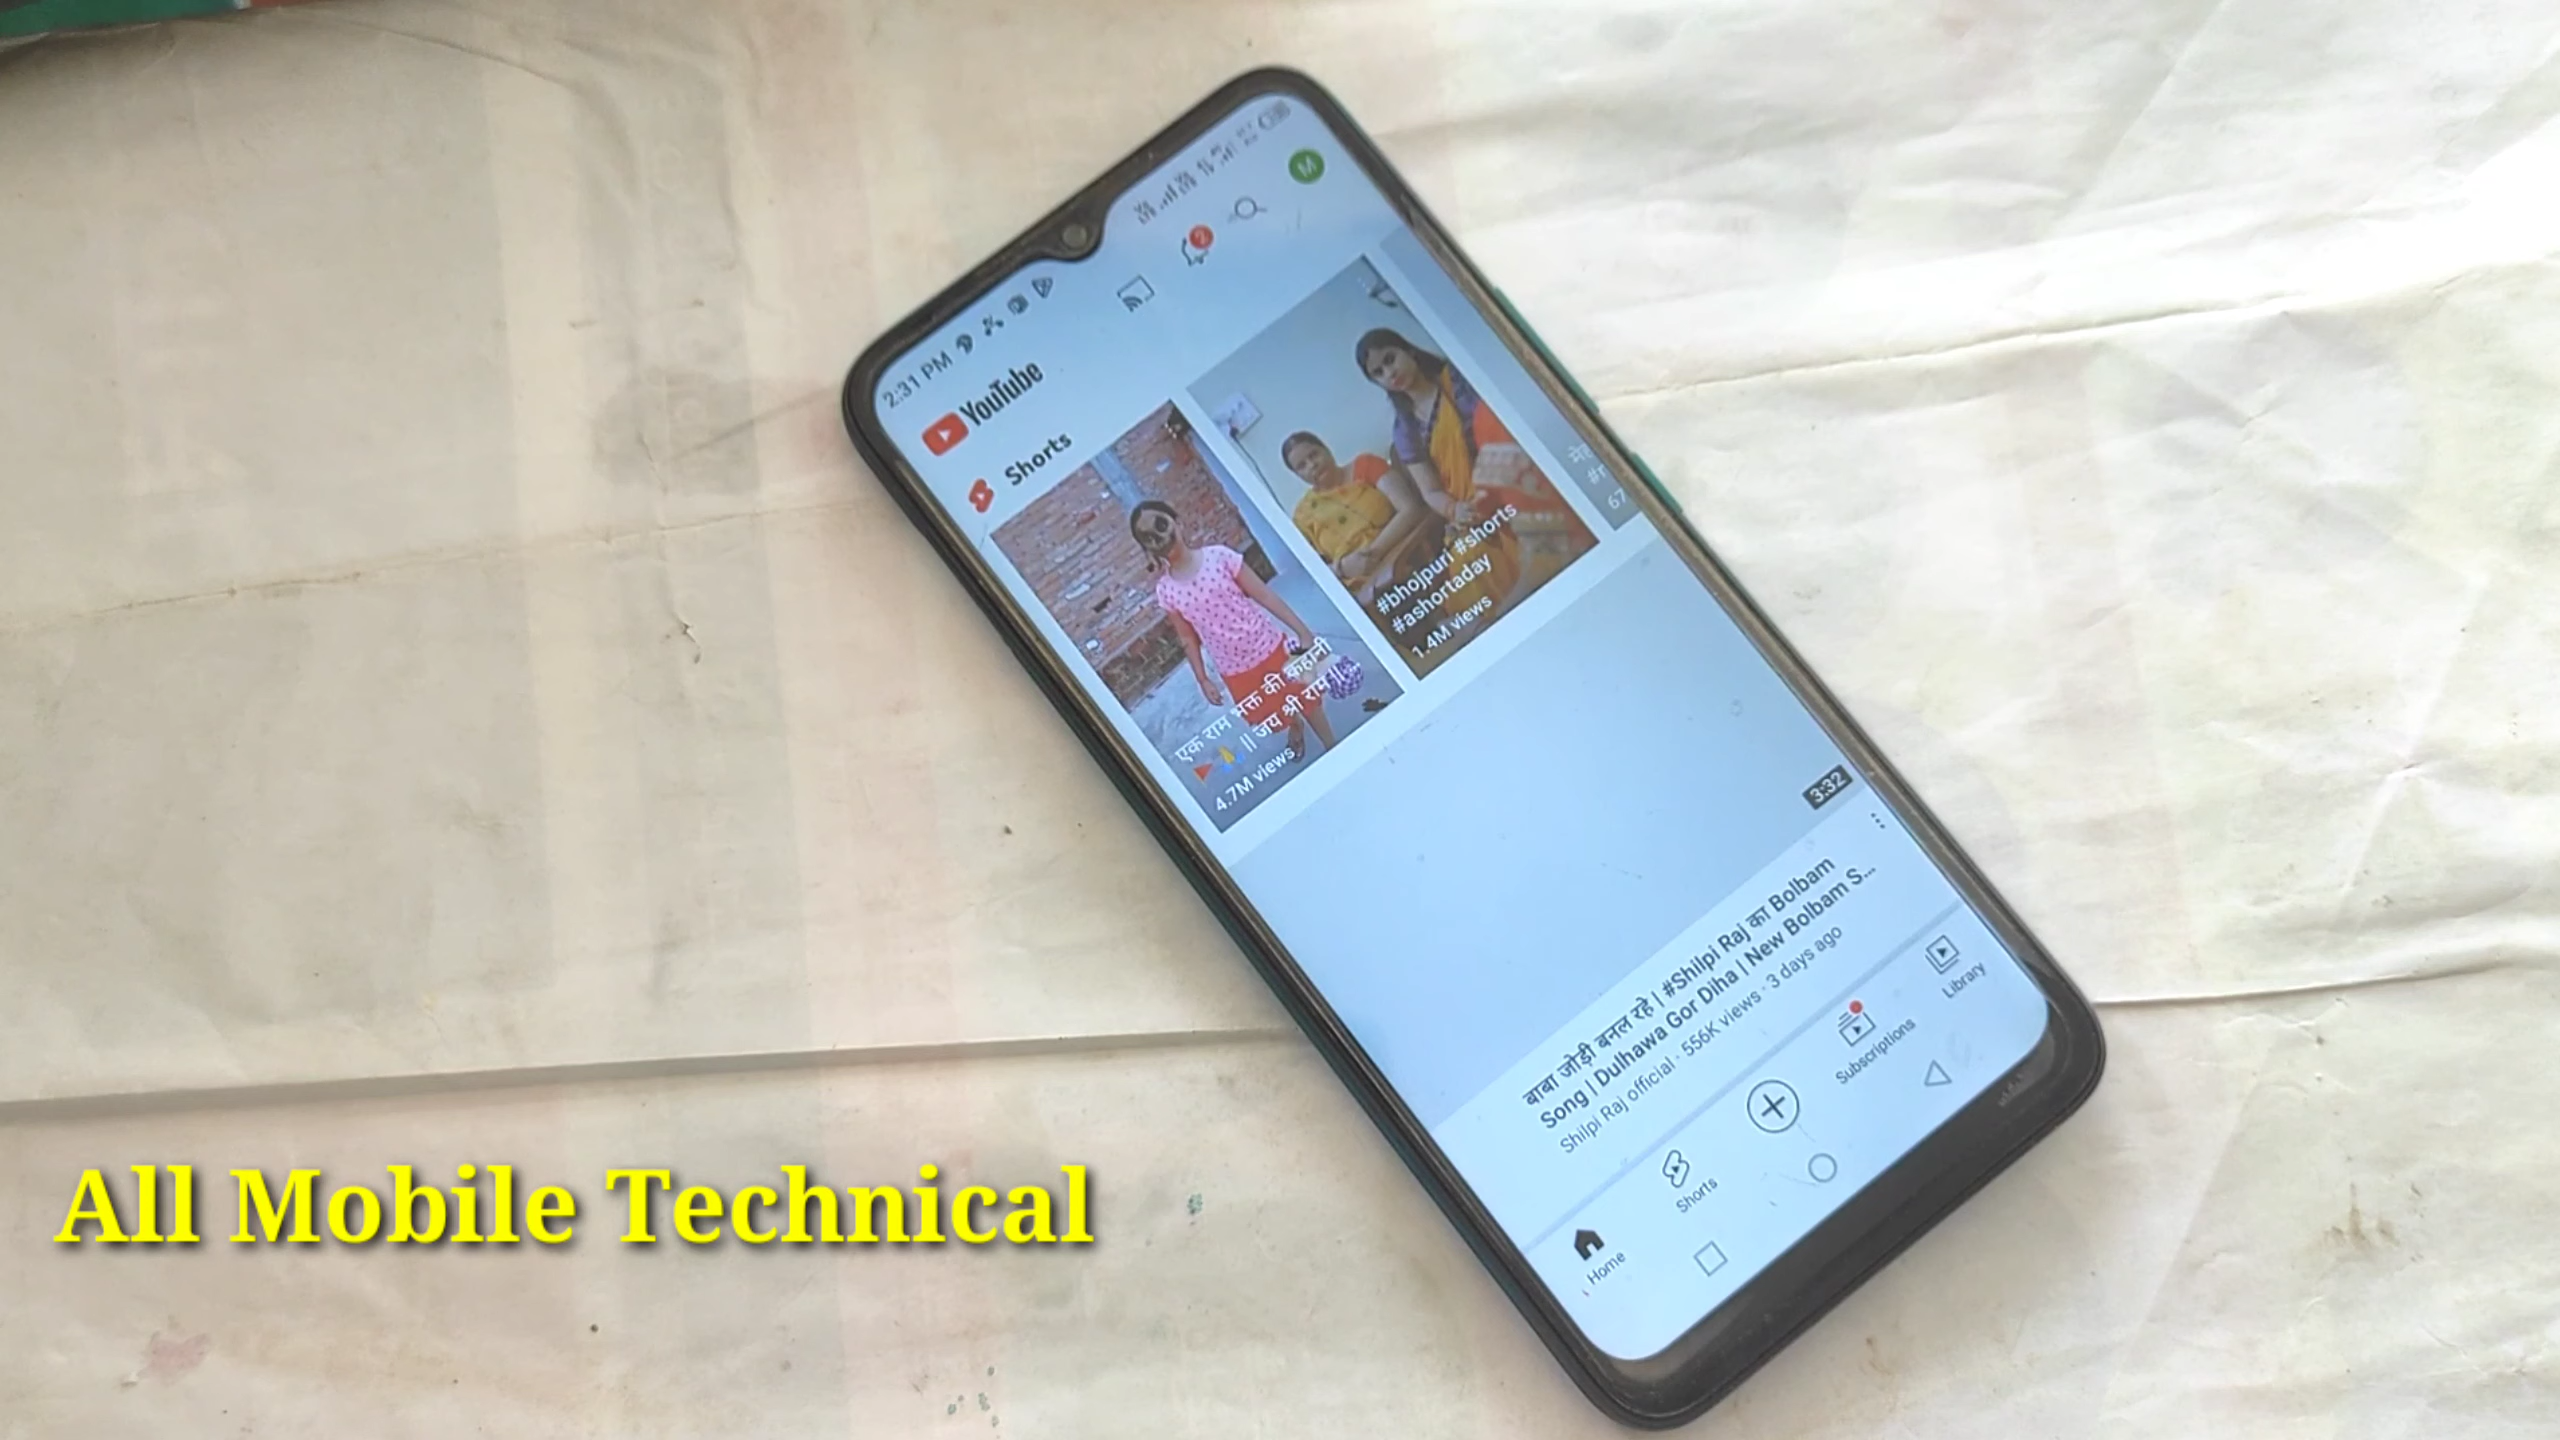 2:31 PM
2
M
YouTube
Shorts
एक राम भक्त की कहानी
🚩🙏 || जय श्री राम ||...
4.7M views
#bhojpuri #shorts
#ashortaday
1.4M views
67
3:32
बाबा जोड़ी बनल रहे | #Shilpi Raj का Bolbam
Song | Dulhawa Gor Diha | New Bolbam S...
Shilpi Raj official · 556K views · 3 days ago
Home
Shorts
Subscriptions
Library
All Mobile Technical